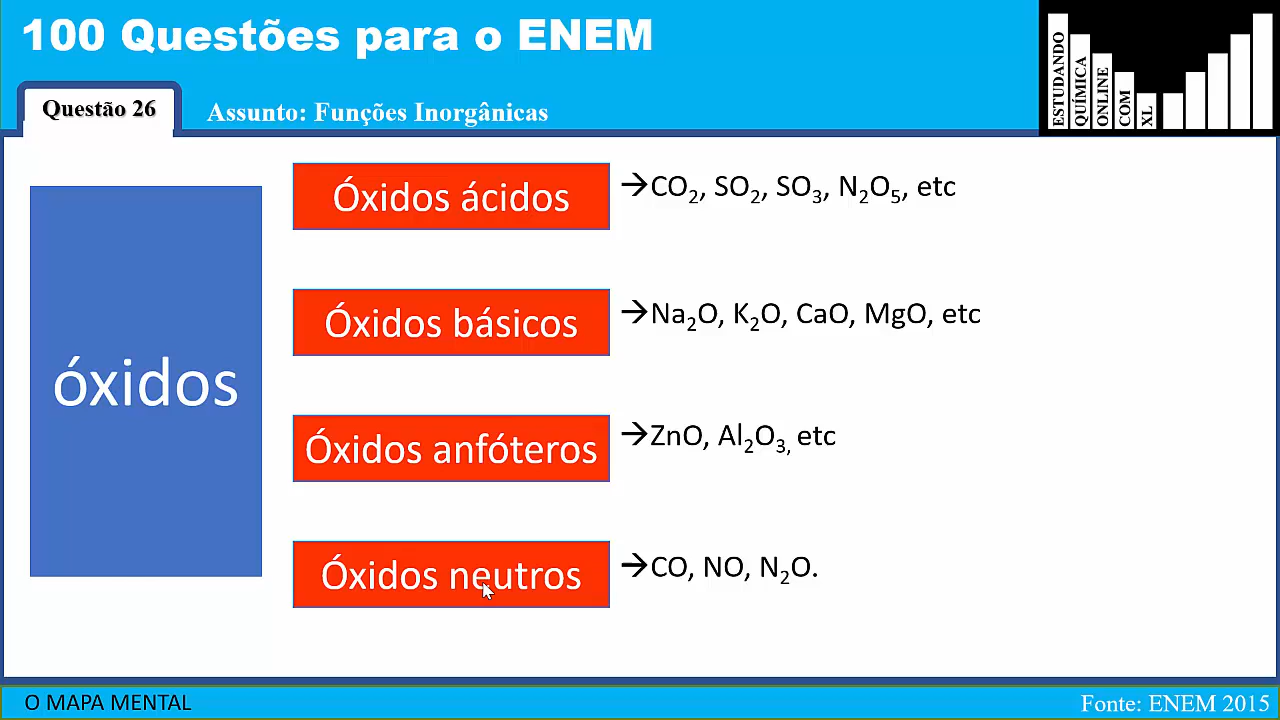 100 Questões para o ENEM
ESTUDANDO
QUÍMICA
ONLINE
COM
XL
Questão 26
Assunto: Funções Inorgânicas
óxidos
Óxidos ácidos
→CO₂, SO₂, SO₃, N₂O₅, etc
Óxidos básicos
→Na₂O, K₂O, CaO, MgO, etc
Óxidos anfóteros
→ZnO, Al₂O₃, etc
Óxidos neutros
→CO, NO, N₂O.
O MAPA MENTAL
Fonte: ENEM 2015